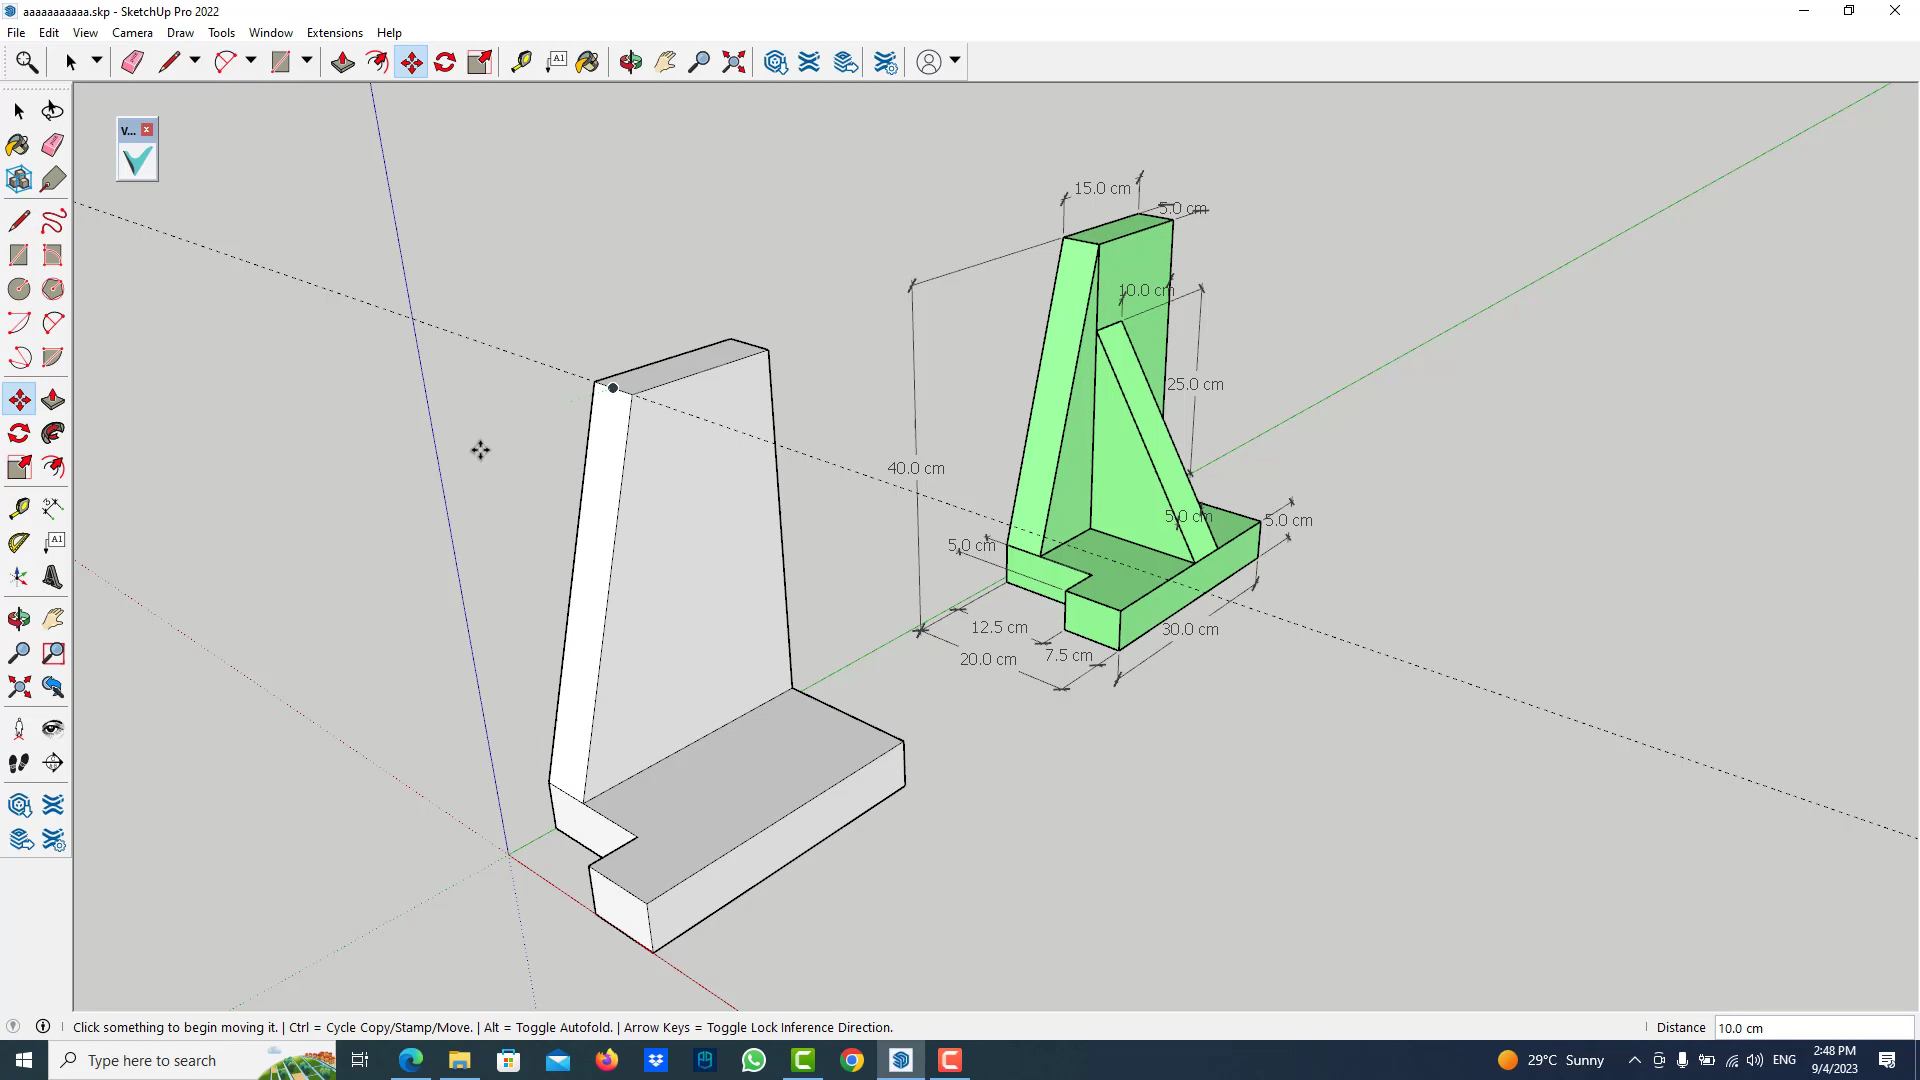 aaaaaaaaaaa.skp - SketchUp Pro 2022
File Edit View Camera Draw Tools Window Extensions Help
A1
V...
15.0 cm
5.0 cm
10.0 cm
25.0 cm
40.0 cm
5.0 cm
5.0 cm
5.0 cm
A1
12.5 cm
30.0 cm
7.5 cm
20.0 cm
Click something to begin moving it. | Ctrl = Cycle Copy/Stamp/Move. | Alt = Toggle Autofold. | Arrow Keys = Toggle Lock Inference Direction.
Distance 10.0 cm
Type here to search
29°C Sunny
ENG
2:48 PM
9/4/2023